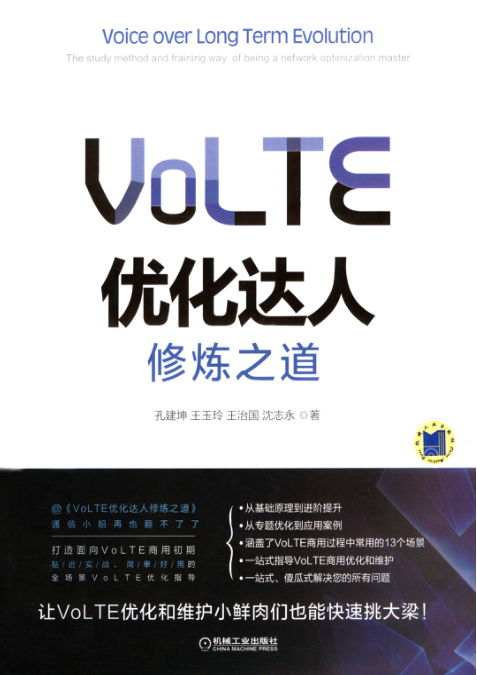 Voice over Long Term Evolution
The study method and training way of being a network optimization master
VoLTE
优化达人
修炼之道
孔建坤 王玉玲 王治国 沈志永 ◎著
@《VoLTE优化达人修炼之道》
通信小船再也翻不了了
打造面向VoLTE商用初期
贴/近/实/战、简/单/好/用的
全场景VoLTE优化指导
•从基础原理到进阶提升
•从专题优化到应用案例
•涵盖了VoLTE商用过程中常用的13个场景
•一站式指导VoLTE商用优化和维护
•一站式、傻瓜式解决您的所有问题
让VoLTE优化和维护小鲜肉们也能快速挑大梁！
机械工业出版社
CHINA MACHINE PRESS